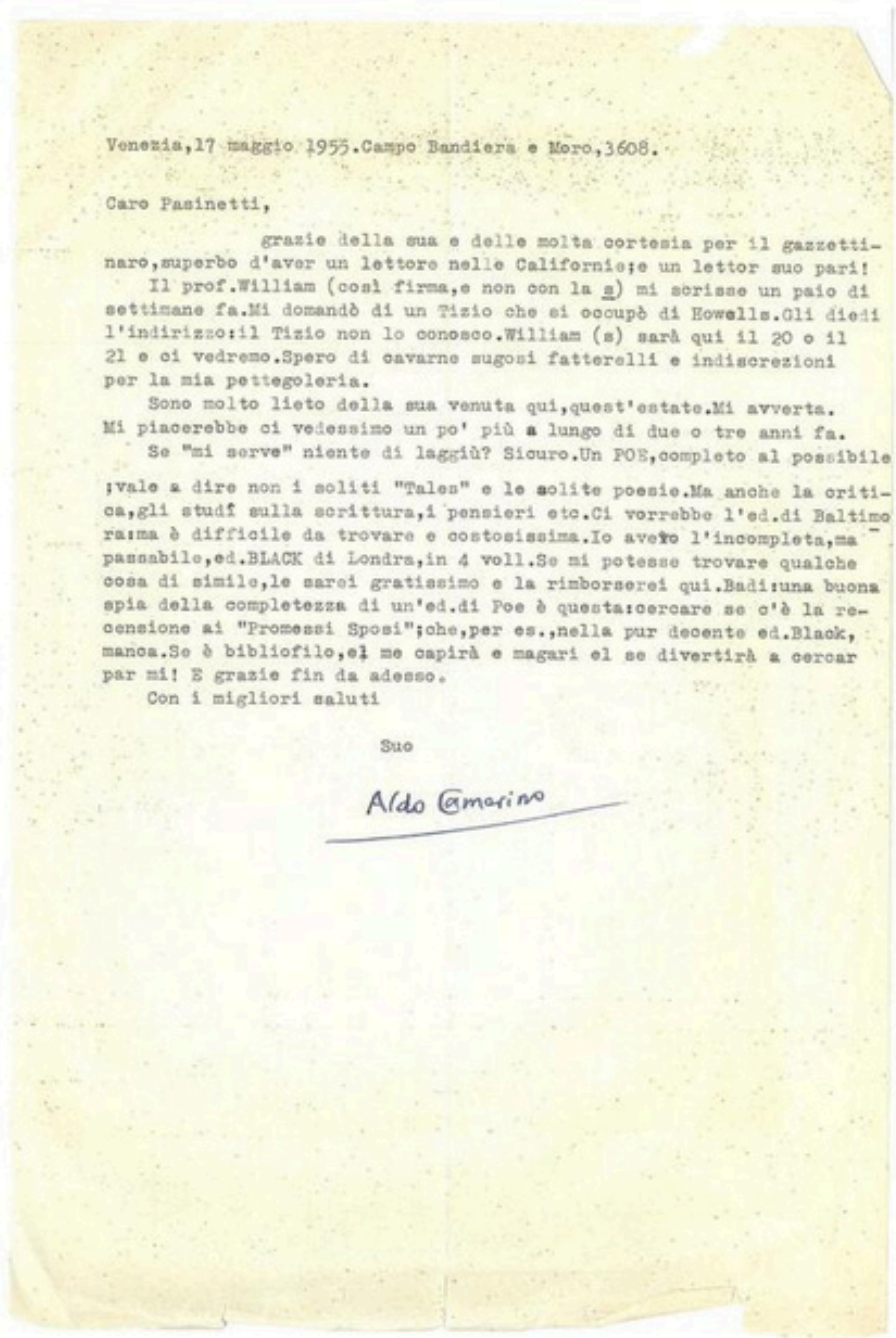 Venezia,17 maggio 1955.Campo Bandiera e Moro,3608.
Caro Pasinetti,
grazie della sua e delle molta cortesia per il gazzetti-
naro,superbo d'aver un lettore nelle Californie;e un lettor suo pari!
Il prof.William (così firma,e non con la s) mi scrisse un paio di
settimane fa.Mi domandò di un Tizio che si occupò di Howells.Gli diedi
l'indirizzo:il Tizio non lo conosco.William (s) sarà qui il 20 o il
21 e ci vedremo.Spero di cavarne sugosi fatterelli e indiscrezioni
per la mia pettegoleria.
Sono molto lieto della sua venuta qui,quest'estate.Mi avverta.
Mi piacerebbe ci vedessimo un po' più a lungo di due o tre anni fa.
Se "mi serve" niente di laggiù? Sicuro.Un POE,completo al possibile
;vale a dire non i soliti "Tales" e le solite poesie.Ma anche la criti-
ca,gli studî sulla scrittura,i pensieri etc.Ci vorrebbe l'ed.di Baltimo-
ra:ma è difficile da trovare e costosissima.Io avevo l'incompleta,ma
passabile,ed.BLACK di Londra,in 4 voll.Se mi potesse trovare qualche
cosa di simile,le sarei gratissimo e la rimborserei qui.Badi:una buona
spia della completezza di un'ed.di Poe è questa:cercare se c'è la re-
censione ai "Promessi Sposi";che,per es.,nella pur decente ed.Black,
manca.Se è bibliofilo,el me capirà e magari el se divertirà a cercar
par mi! E grazie fin da adesso.
Con i migliori saluti
Suo
Aldo Camerino